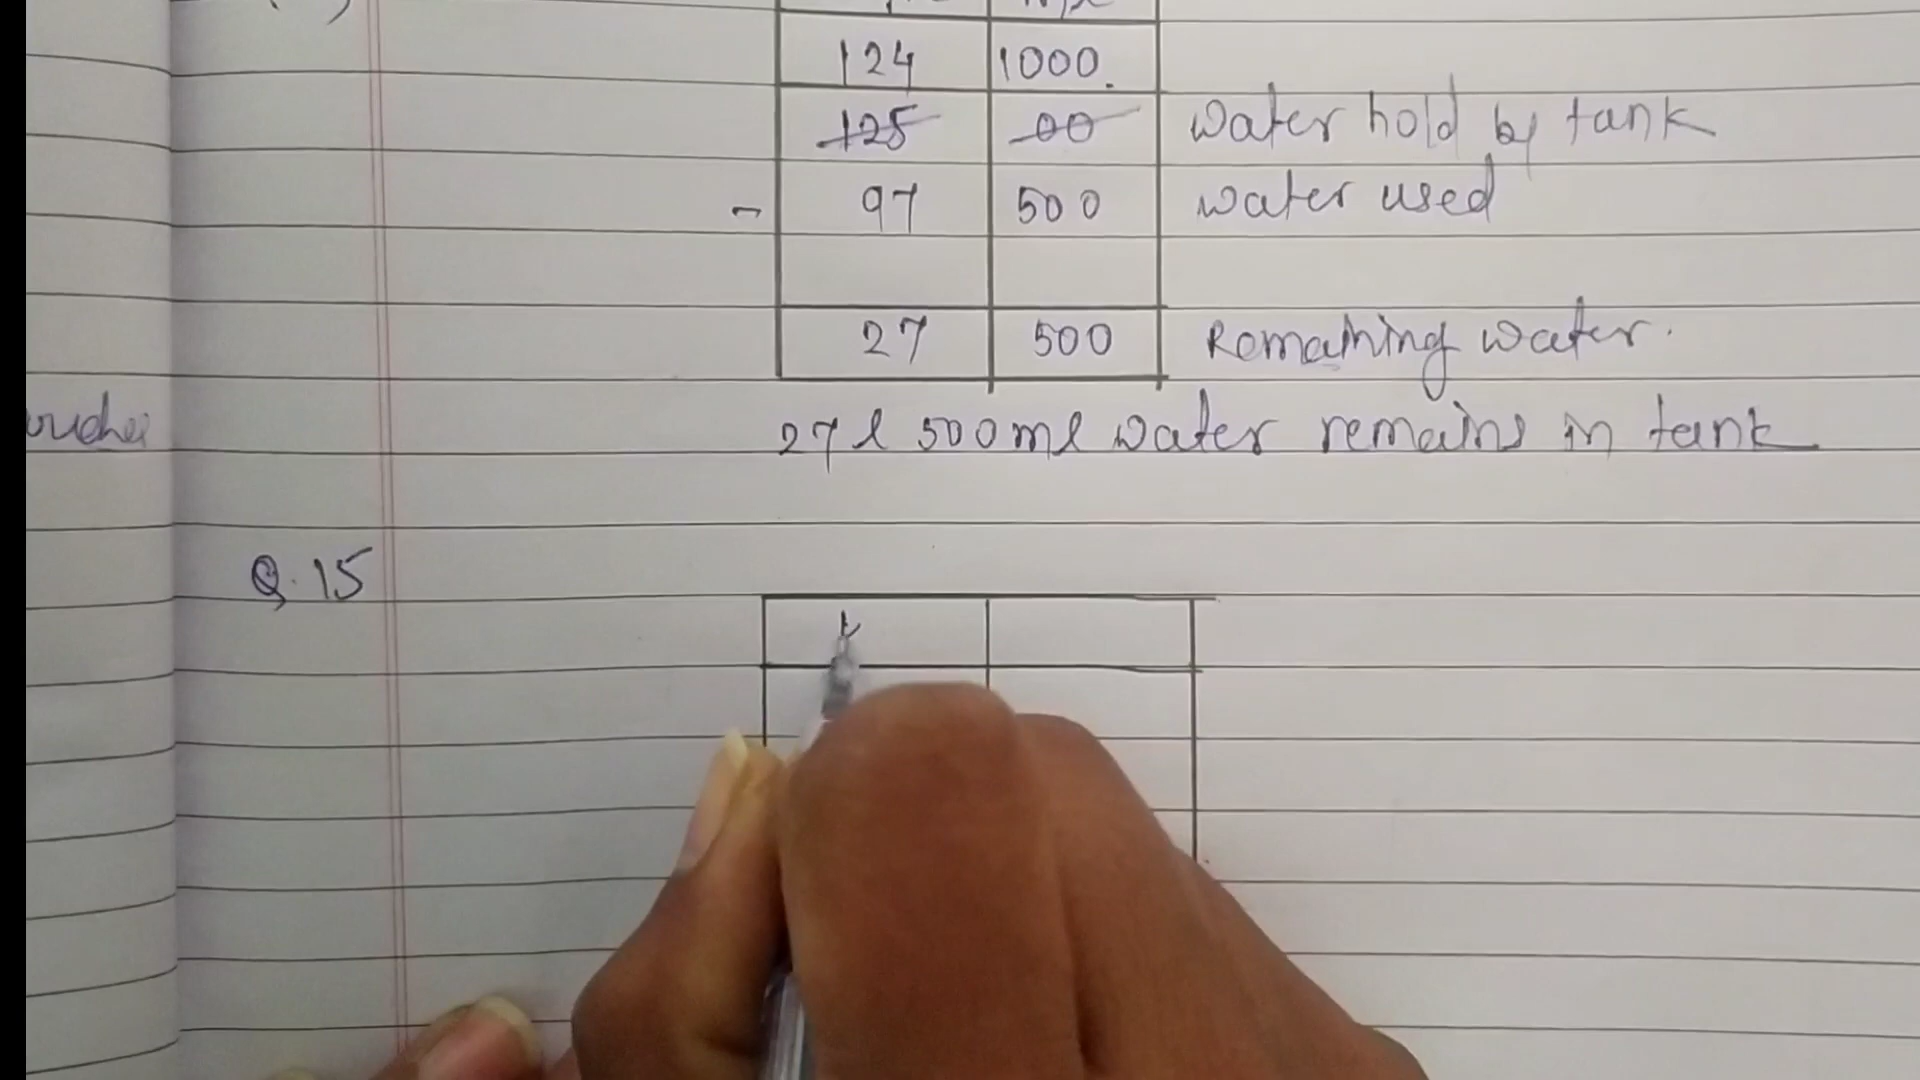 124 1000.
125 00 Water hold by tank
- 97 500 water used
27 500 Remaining water.
27 l 500 ml water remains in tank
Q.15